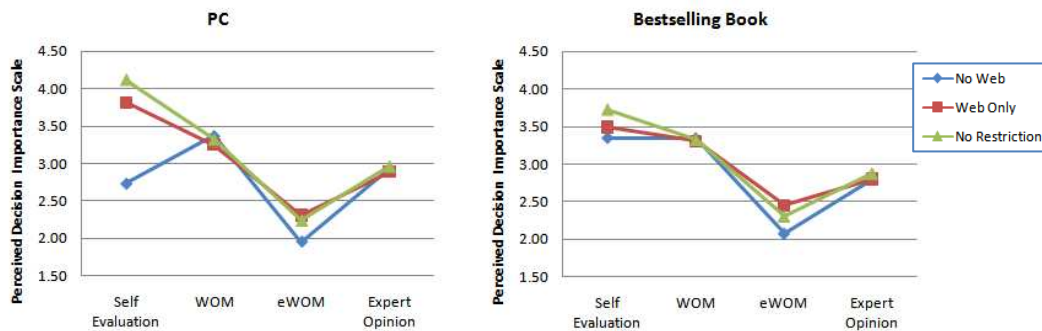 PC
Perceived Decision Importance Scale
4.50
4.00
3.50
3.00
2.50
2.00
1.50
Self
Evaluation
WOM
eWOM
Expert
Opinion
Bestselling Book
Perceived Decision Importance Scale
4.50
4.00
3.50
3.00
2.50
2.00
1.50
Self
Evaluation
WOM
eWOM
Expert
Opinion
No Web
Web Only
No Restriction